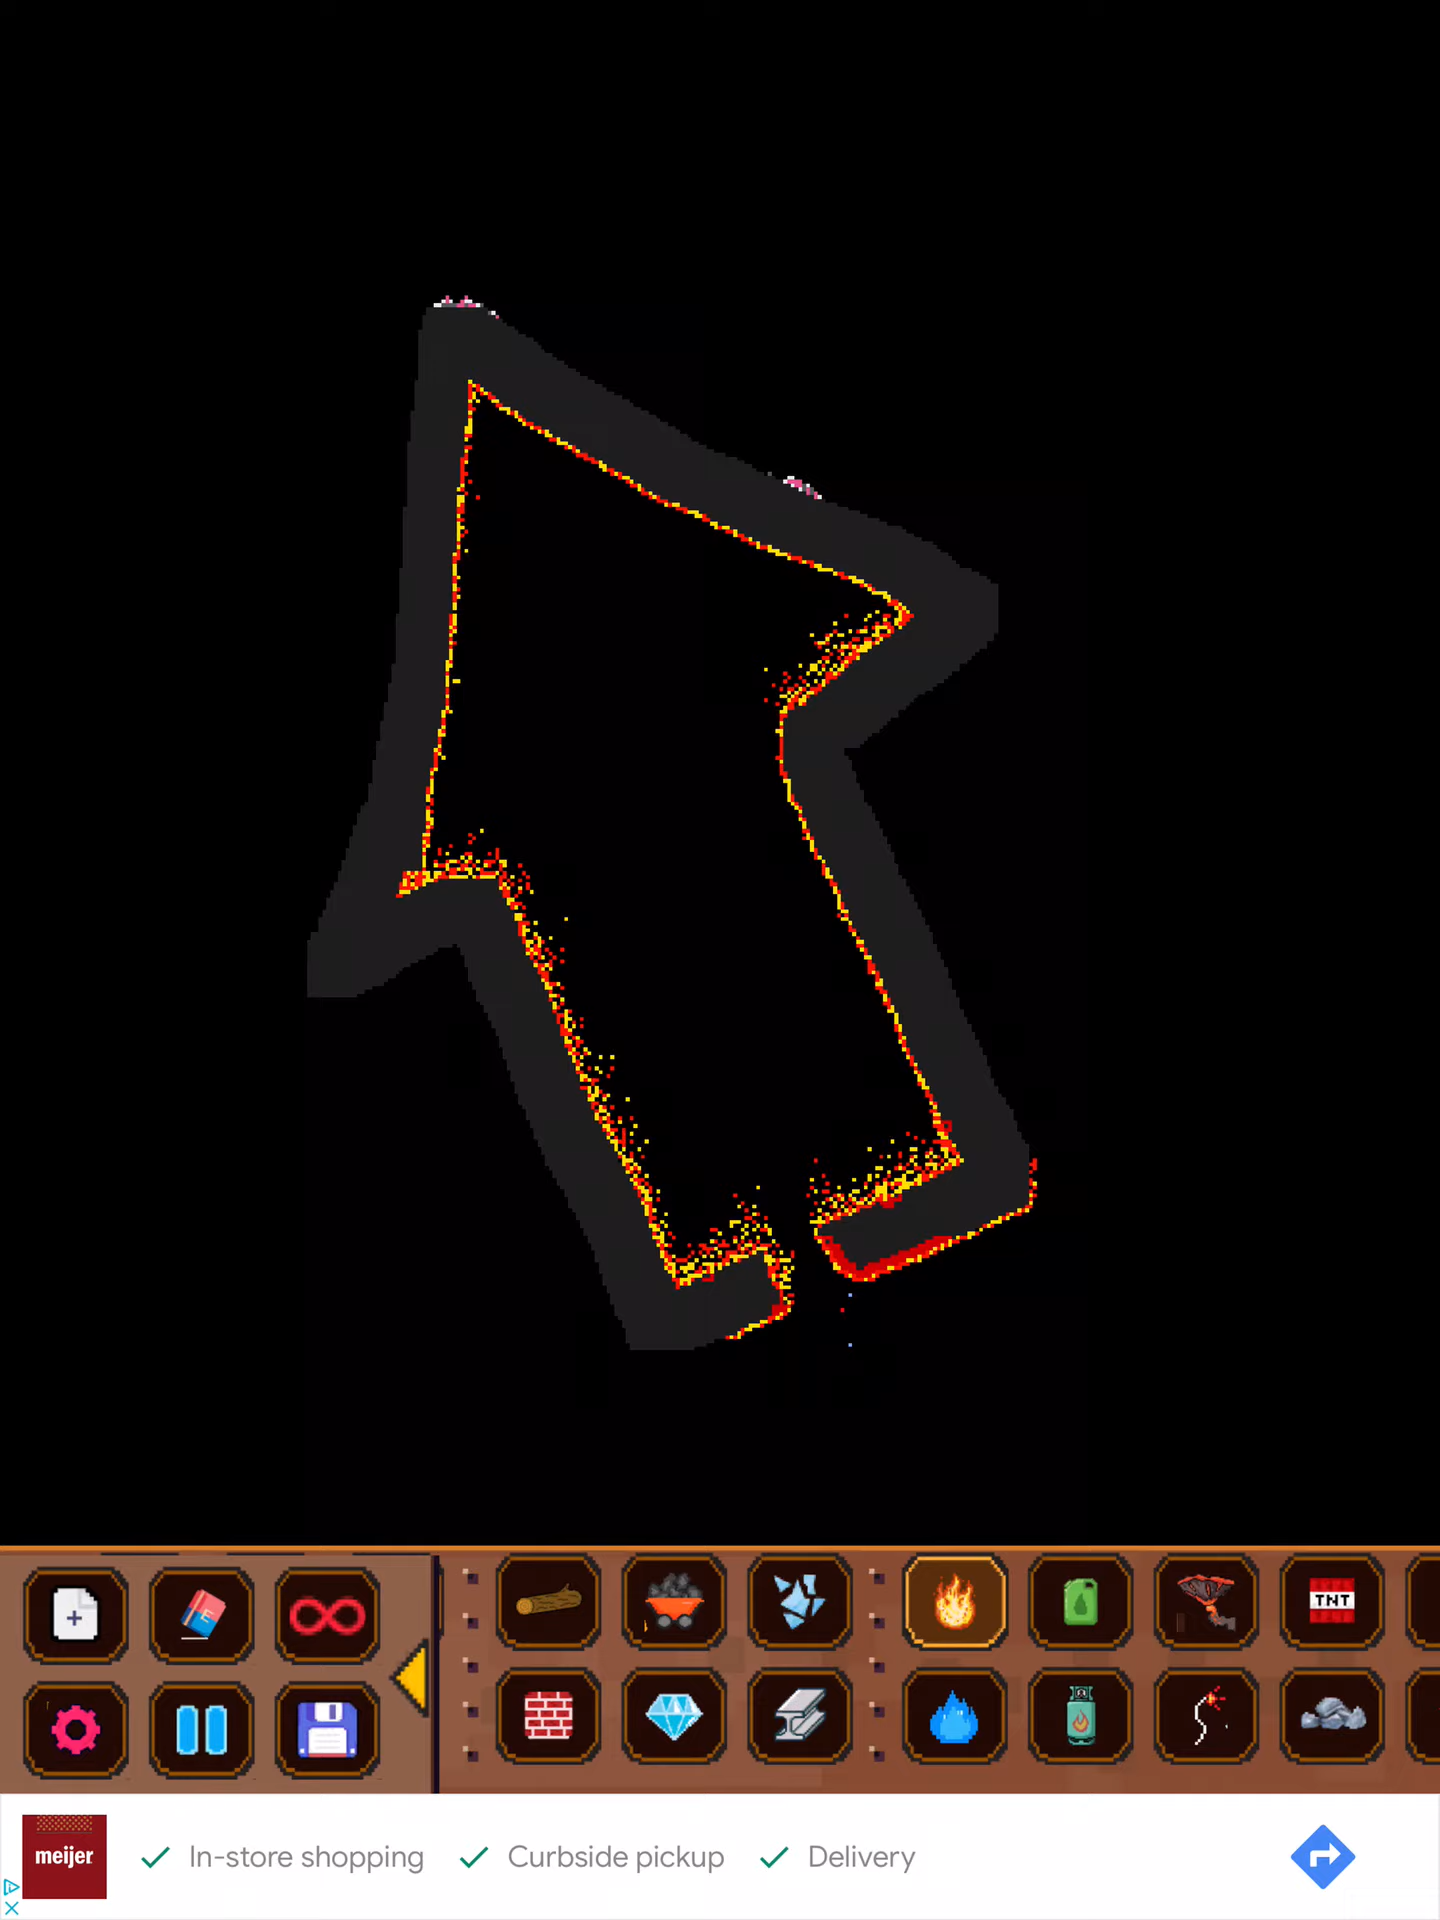 E
TNT
meijer
In-store shopping
Curbside pickup
Delivery